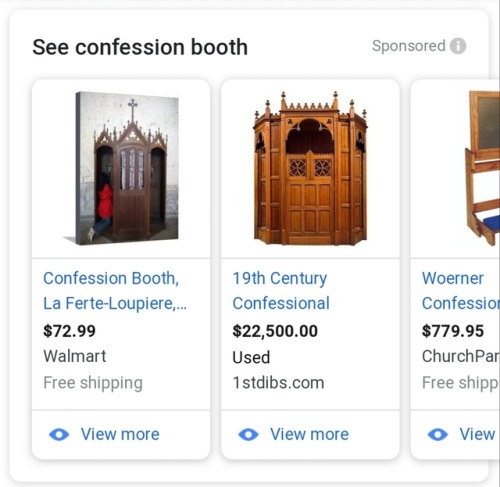 See confession booth
Sponsored
Confession Booth,
La Ferte-Loupiere,...
$72.99
Walmart
Free shipping
View more
19th Century
Confessional
$22,500.00
Used
1stdibs.com
View more
Woerner
Confession
$779.95
ChurchPar
Free shipp
View